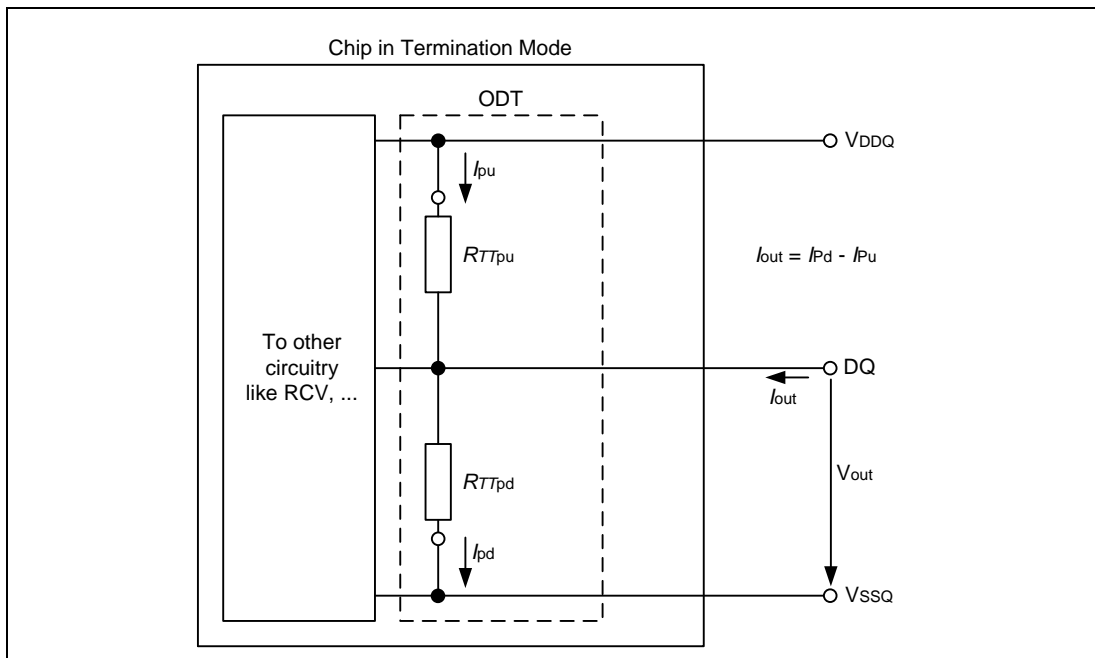 Chip in Termination Mode
ODT
VDDQ
Ipu
RTTpu
Iout = IPd - IPu
To other
circuitry
like RCV, ...
DQ
Iout
RTTpd
Vout
Ipd
VSSQ